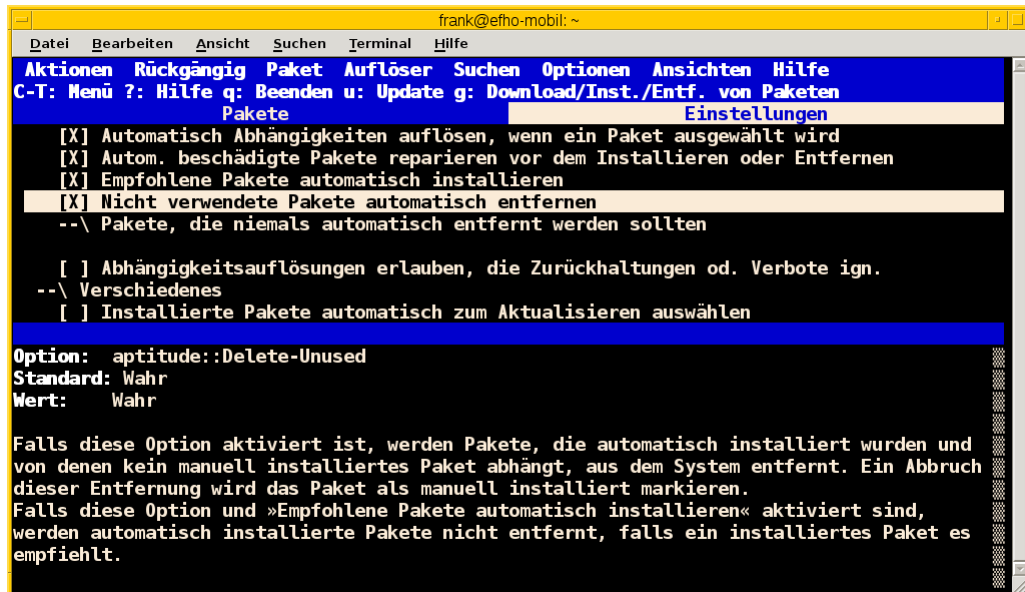 frank@efho-mobil: ~
Datei Bearbeiten Ansicht Suchen Terminal Hilfe
Aktionen Rückgängig Paket Auflöser Suchen Optionen Ansichten Hilfe
C-T: Menü ?: Hilfe q: Beenden u: Update g: Download/Inst./Entf. von Paketen
Pakete Einstellungen
[X] Automatisch Abhängigkeiten auflösen, wenn ein Paket ausgewählt wird
[X] Autom. beschädigte Pakete reparieren vor dem Installieren oder Entfernen
[X] Empfohlene Pakete automatisch installieren
[X] Nicht verwendete Pakete automatisch entfernen
--\ Pakete, die niemals automatisch entfernt werden sollten
[ ] Abhängigkeitsauflösungen erlauben, die Zurückhaltungen od. Verbote ign.
--\ Verschiedenes
[ ] Installierte Pakete automatisch zum Aktualisieren auswählen
Option: aptitude::Delete-Unused
Standard: Wahr
Wert: Wahr
Falls diese Option aktiviert ist, werden Pakete, die automatisch installiert wurden und
von denen kein manuell installiertes Paket abhängt, aus dem System entfernt. Ein Abbruch
dieser Entfernung wird das Paket als manuell installiert markieren.
Falls diese Option und »Empfohlene Pakete automatisch installieren« aktiviert sind,
werden automatisch installierte Pakete nicht entfernt, falls ein installiertes Paket es
empfiehlt.